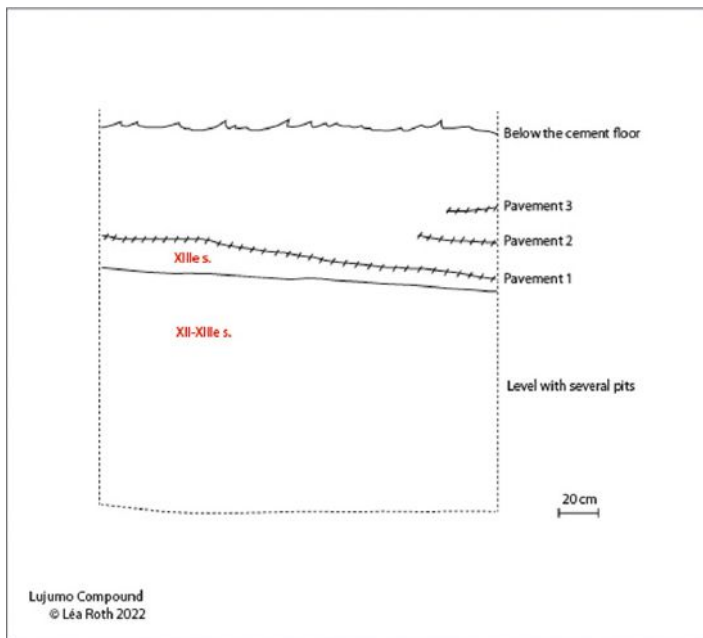 Below the cement floor
Pavement 3
Pavement 2
XIIIe s.
Pavement 1
XII-XIIIe s.
Level with several pits
20 cm
Lujumo Compound
© Léa Roth 2022